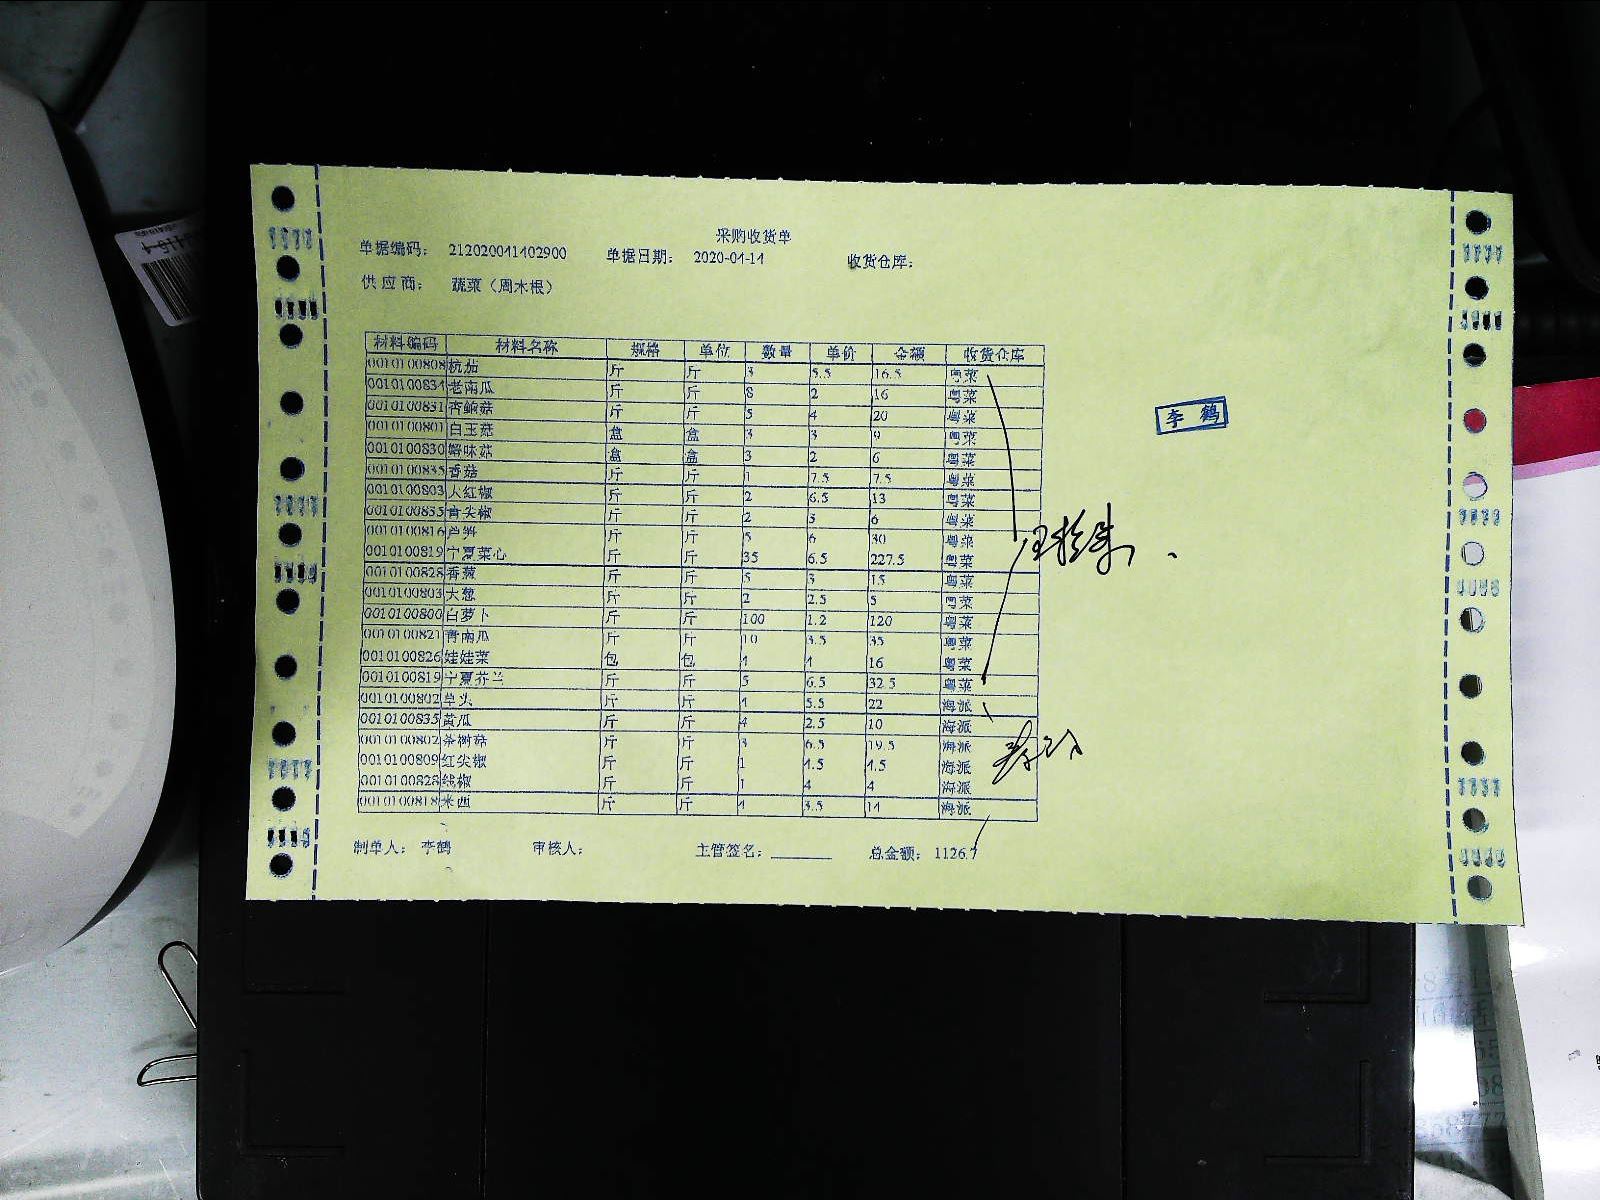 采购收货单
单据编码： 212020011402900 单据日期： 2020-01-14 收货仓库：
供应商： 蔬菜（周木根）
材料编码 材料名称 规格 单位 数量 单价 金额 收货仓库
0010100808 杭茄 斤 斤 3 5.5 16.5 粤菜
0010100834 老南瓜 斤 斤 8 2 16 粤菜
0010100831 杏鲍菇 斤 斤 5 4 20 粤菜
0010100801 白玉菇 盒 盒 3 3 9 粤菜
0010100830 蟹味菇 盒 盒 3 2 6 粤菜
0010100835 香菇 斤 斤 1 7.5 7.5 粤菜
0010100803 大红椒 斤 斤 2 6.5 13 粤菜
0010100835 青尖椒 斤 斤 2 3 6 粤菜
0010100816 芦笋 斤 斤 5 6 30 粤菜
0010100819 宁夏菜心 斤 斤 35 6.5 227.5 粤菜
0010100828 香葱 斤 斤 5 3 15 粤菜
0010100803 大葱 斤 斤 2 2.5 5 粤菜
0010100800 白萝卜 斤 斤 100 1.2 120 粤菜
0010100821 青南瓜 斤 斤 10 3.5 35 粤菜
0010100826 娃娃菜 包 包 4 4 16 粤菜
0010100819 宁夏芥兰 斤 斤 5 6.5 32.5 粤菜
0010100802 草头 斤 斤 4 5.5 22 海派
0010100835 黄瓜 斤 斤 4 2.5 10 海派
0010100802 茶树菇 斤 斤 3 6.5 19.5 海派
0010100809 红尖椒 斤 斤 1 4.5 4.5 海派
0010100828 线椒 斤 斤 1 4 4 海派
0010100818 米西 斤 斤 4 3.5 14 海派
制单人： 李鹤 审核人： 主管签名： 总金额： 1126.7
李鹤